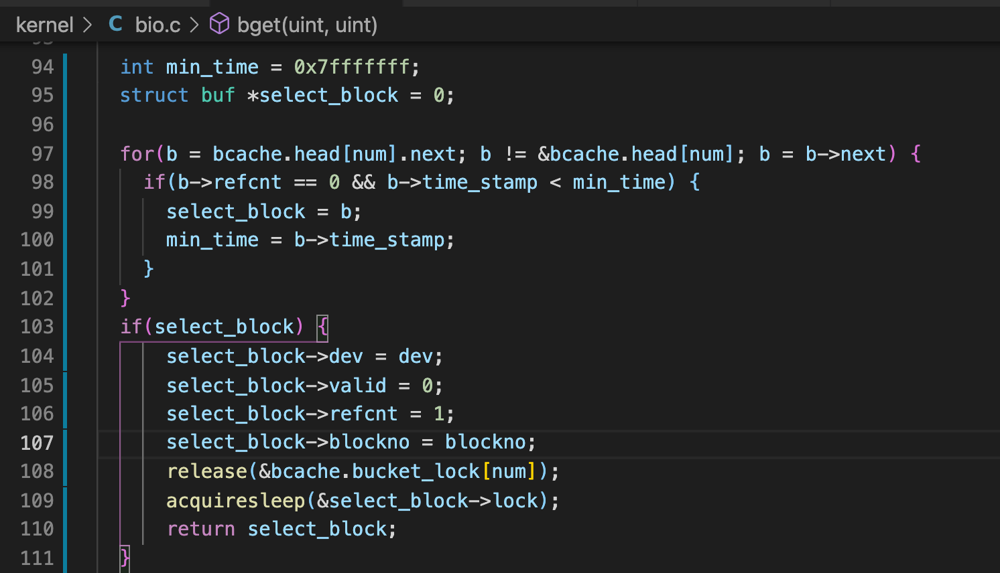 kernel > C bio.c > bget(uint, uint)
94 int min_time = 0x7fffffff;
95 struct buf *select_block = 0;
96
97 for(b = bcache.head[num].next; b != &bcache.head[num]; b = b->next) {
98 if(b->refcnt == 0 && b->time_stamp < min_time) {
99 select_block = b;
100 min_time = b->time_stamp;
101 }
102 }
103 if(select_block) {
104 select_block->dev = dev;
105 select_block->valid = 0;
106 select_block->refcnt = 1;
107 select_block->blockno = blockno;
108 release(&bcache.bucket_lock[num]);
109 acquiresleep(&select_block->lock);
110 return select_block;
111 }